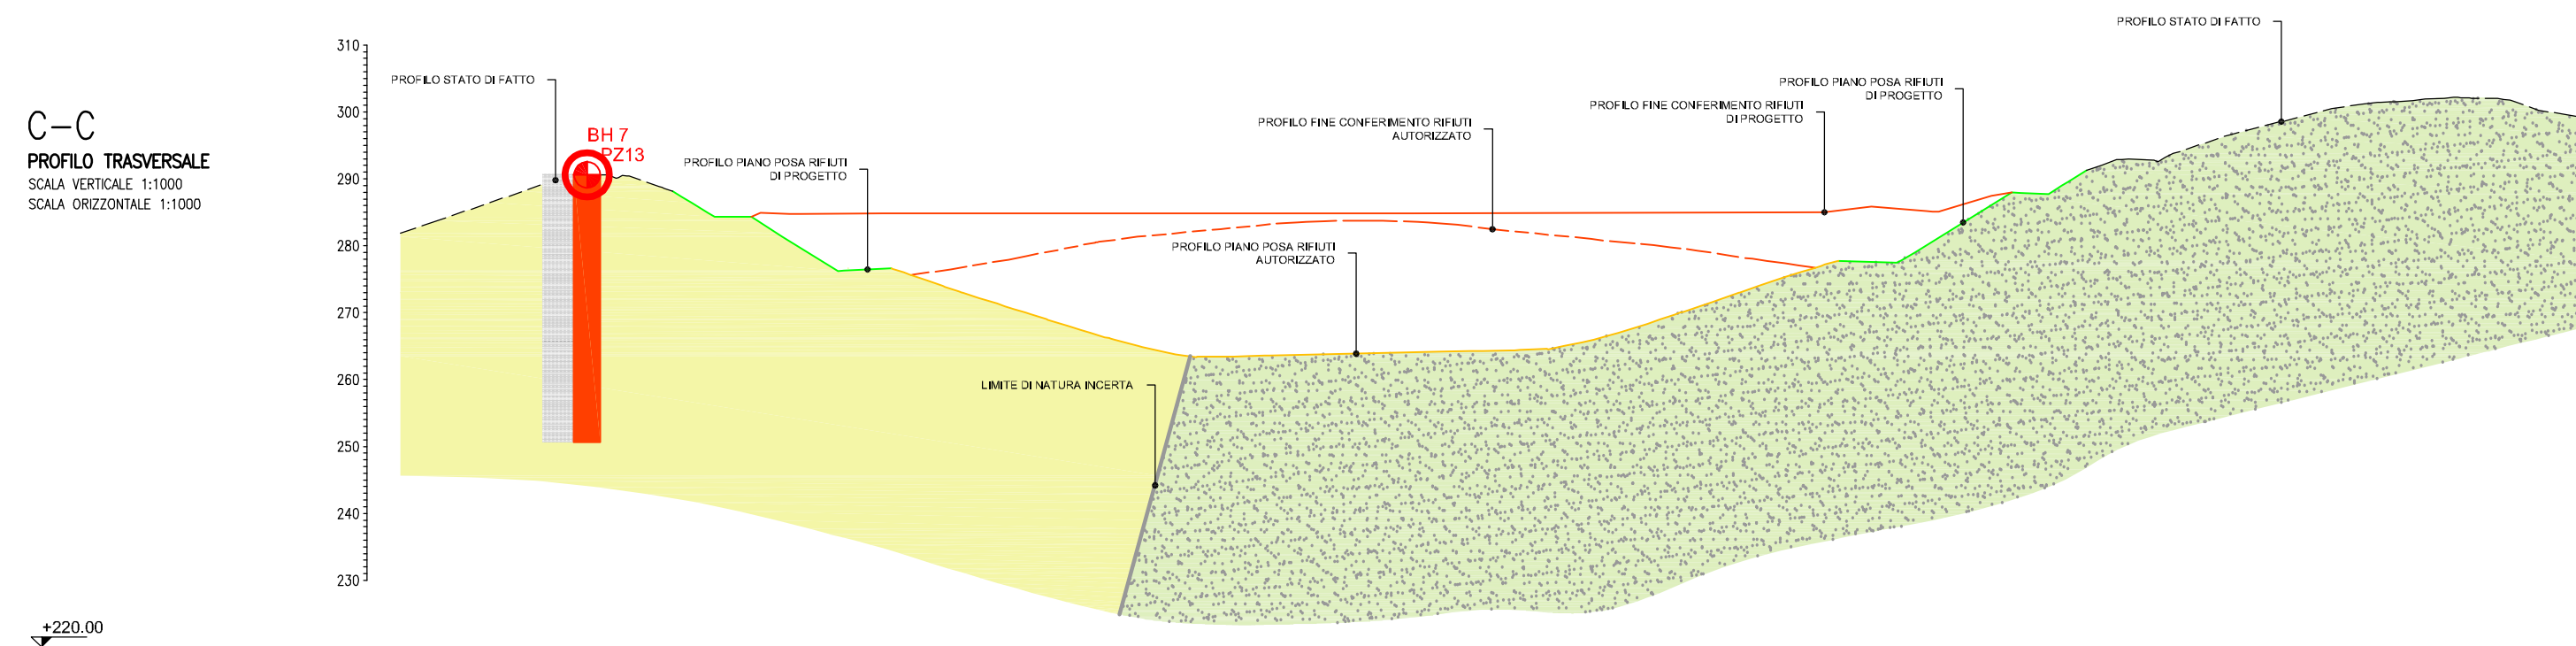 C-C
PROFILO TRASVERSALE
SCALA VERTICALE 1:1000
SCALA ORIZZONTALE 1:1000
+220.00
310
300
290
280
270
260
250
240
230
PROFILO STATO DI FATTO
BH 7
PZ13
PROFILO PIANO POSA RIFIUTI
DI PROGETTO
LIMITE DI NATURA INCERTA
PROFILO PIANO POSA RIFIUTI
AUTORIZZATO
PROFILO FINE CONFERIMENTO RIFIUTI
AUTORIZZATO
PROFILO FINE CONFERIMENTO RIFIUTI
DI PROGETTO
PROFILO PIANO POSA RIFIUTI
DI PROGETTO
PROFILO STATO DI FATTO